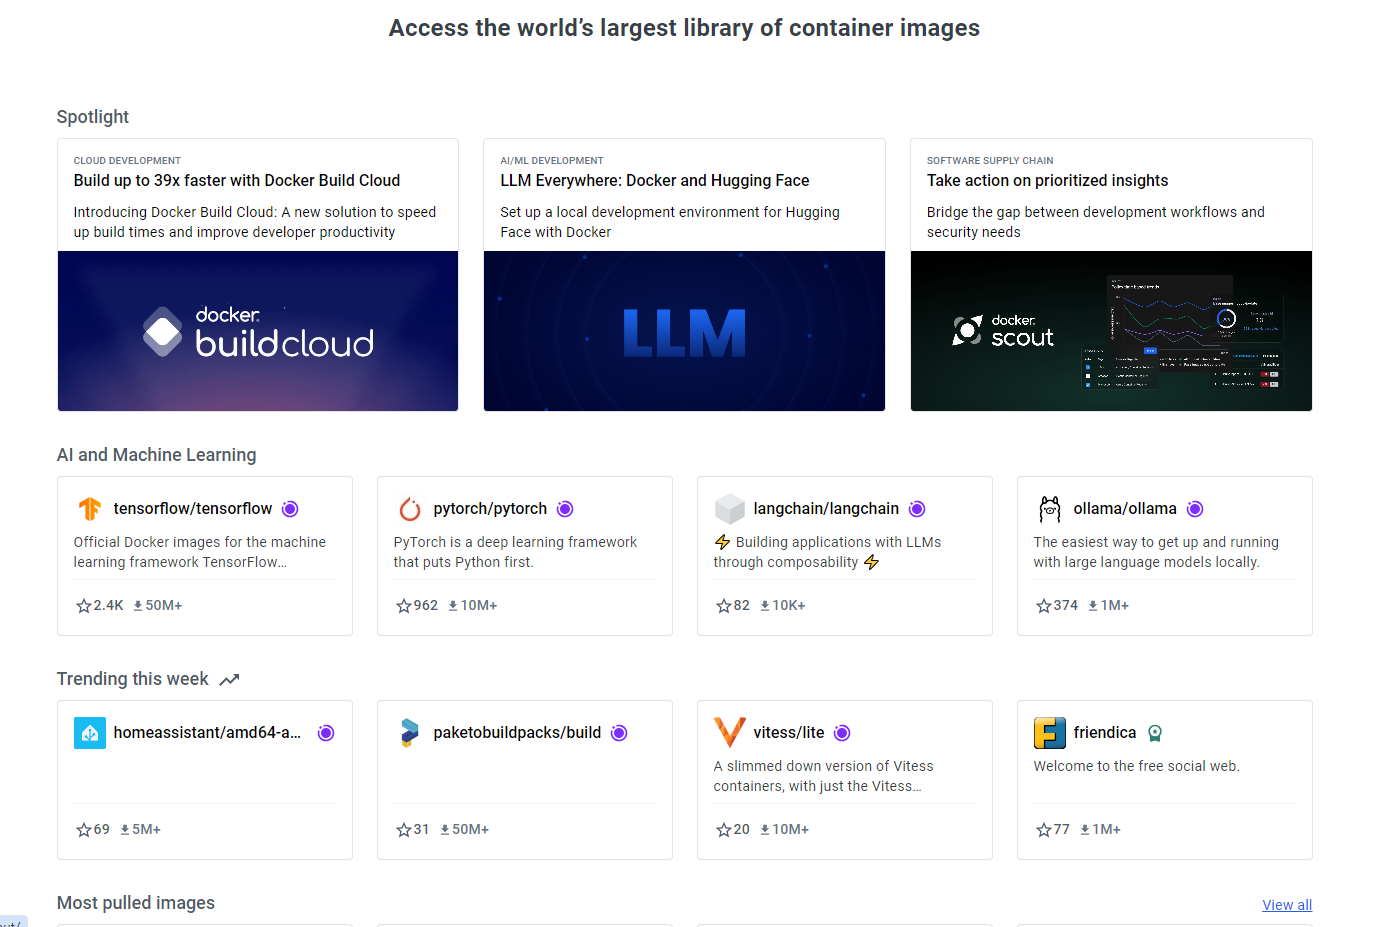 Access the world’s largest library of container images
Spotlight
CLOUD DEVELOPMENT
Build up to 39x faster with Docker Build Cloud
Introducing Docker Build Cloud: A new solution to speed
up build times and improve developer productivity
docker
buildcloud
AI/ML DEVELOPMENT
LLM Everywhere: Docker and Hugging Face
Set up a local development environment for Hugging
Face with Docker
LLM
SOFTWARE SUPPLY CHAIN
Take action on prioritized insights
Bridge the gap between development workflows and
security needs
docker
scout
AI and Machine Learning
tensorflow/tensorflow
Official Docker images for the machine
learning framework TensorFlow…
2.4K 50M+
pytorch/pytorch
PyTorch is a deep learning framework
that puts Python first.
962 10M+
langchain/langchain
⚡ Building applications with LLMs
through composability ⚡
82 10K+
ollama/ollama
The easiest way to get up and running
with large language models locally.
374 1M+
Trending this week
homeassistant/amd64-a...
69 5M+
paketobuildpacks/build
31 50M+
vitess/lite
A slimmed down version of Vitess
containers, with just the Vitess…
20 10M+
friendica
Welcome to the free social web.
77 1M+
Most pulled images
View all